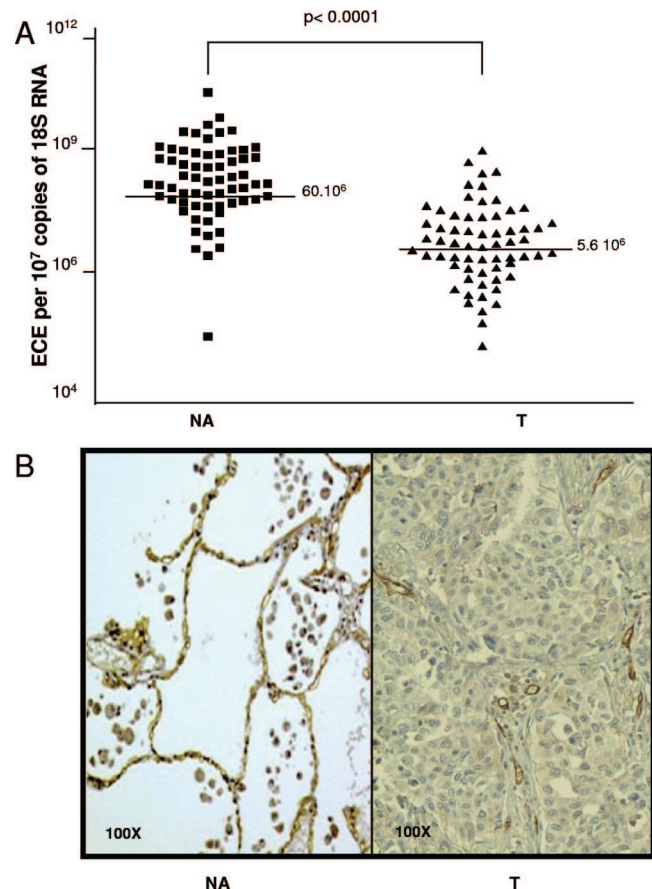 A
p< 0.0001
ECE per 10⁷ copies of 18S RNA
10¹²
10⁹
10⁶
10⁴
60.10⁶
5.6 10⁶
NA
T
B
100X
100X
NA
T